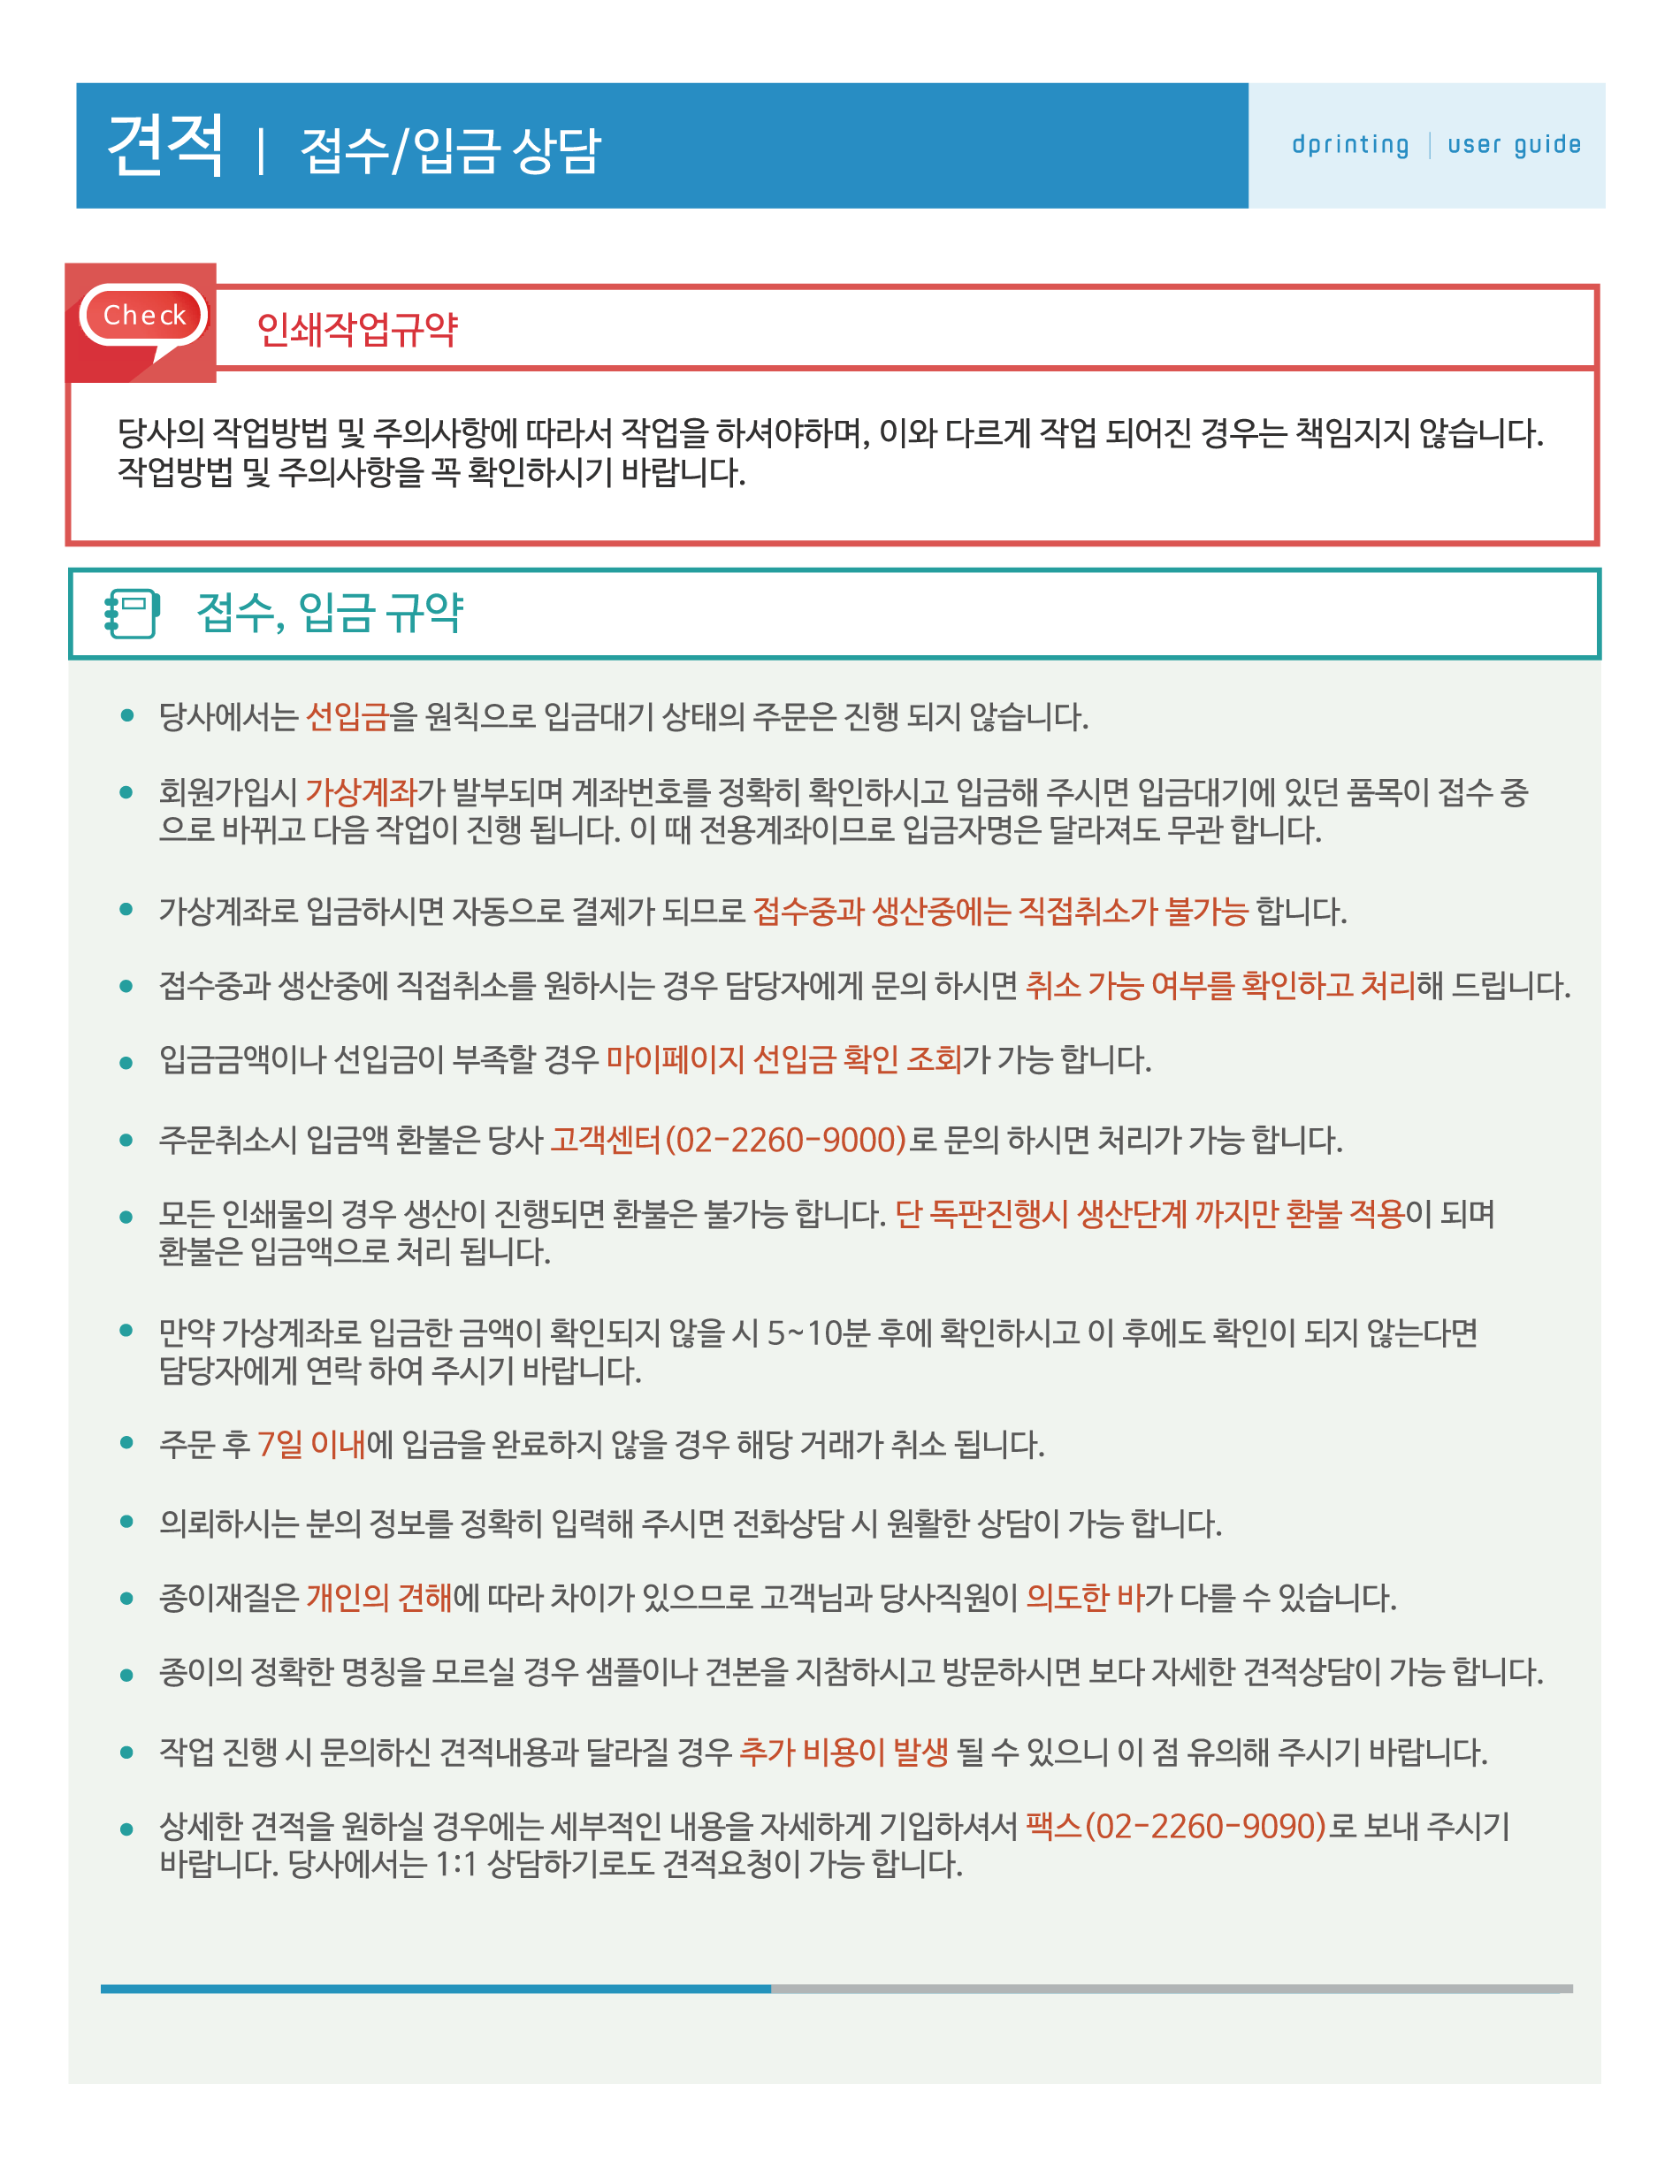 견적 | 접수/입금 상담
dprinting | user guide
Check
인쇄작업규약
당사의 작업방법 및 주의사항에 따라서 작업을 하셔야하며, 이와 다르게 작업 되어진 경우는 책임지지 않습니다.
작업방법 및 주의사항을 꼭 확인하시기 바랍니다.
접수, 입금 규약
• 당사에서는 선입금을 원칙으로 입금대기 상태의 주문은 진행 되지 않습니다.
• 회원가입시 가상계좌가 발부되며 계좌번호를 정확히 확인하시고 입금해 주시면 입금대기에 있던 품목이 접수 중
으로 바뀌고 다음 작업이 진행 됩니다. 이 때 전용계좌이므로 입금자명은 달라져도 무관 합니다.
• 가상계좌로 입금하시면 자동으로 결제가 되므로 접수중과 생산중에는 직접취소가 불가능 합니다.
• 접수중과 생산중에 직접취소를 원하시는 경우 담당자에게 문의 하시면 취소 가능 여부를 확인하고 처리해 드립니다.
• 입금금액이나 선입금이 부족할 경우 마이페이지 선입금 확인 조회가 가능 합니다.
• 주문취소시 입금액 환불은 당사 고객센터(02-2260-9000)로 문의 하시면 처리가 가능 합니다.
• 모든 인쇄물의 경우 생산이 진행되면 환불은 불가능 합니다. 단 독판진행시 생산단계 까지만 환불 적용이 되며
환불은 입금액으로 처리 됩니다.
• 만약 가상계좌로 입금한 금액이 확인되지 않을 시 5~10분 후에 확인하시고 이 후에도 확인이 되지 않는다면
담당자에게 연락 하여 주시기 바랍니다.
• 주문 후 7일 이내에 입금을 완료하지 않을 경우 해당 거래가 취소 됩니다.
• 의뢰하시는 분의 정보를 정확히 입력해 주시면 전화상담 시 원활한 상담이 가능 합니다.
• 종이재질은 개인의 견해에 따라 차이가 있으므로 고객님과 당사직원이 의도한 바가 다를 수 있습니다.
• 종이의 정확한 명칭을 모르실 경우 샘플이나 견본을 지참하시고 방문하시면 보다 자세한 견적상담이 가능 합니다.
• 작업 진행 시 문의하신 견적내용과 달라질 경우 추가 비용이 발생 될 수 있으니 이 점 유의해 주시기 바랍니다.
• 상세한 견적을 원하실 경우에는 세부적인 내용을 자세하게 기입하셔서 팩스(02-2260-9090)로 보내 주시기
바랍니다. 당사에서는 1:1 상담하기로도 견적요청이 가능 합니다.